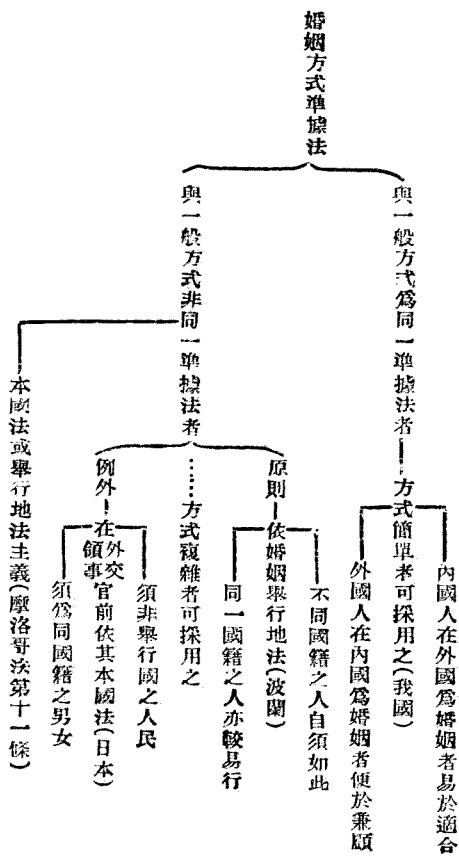 婚姻方式準據法
與一般方式爲同一準據法者
方式簡單者可採用之(我國)
內國人在外國爲婚姻者易於適合
外國人在內國爲婚姻者便於兼顧
與一般方式非同一準據法者
原則
依婚姻舉行地法(波蘭)
不同國籍之人自須如此
同一國籍之人亦較易行
……方式複雜者可採用之
例外
在外交領事官前依其本國法(日本)
須非舉行國之人民
須爲同國籍之男女
本國法或舉行地法主義(摩洛哥法第十一條)